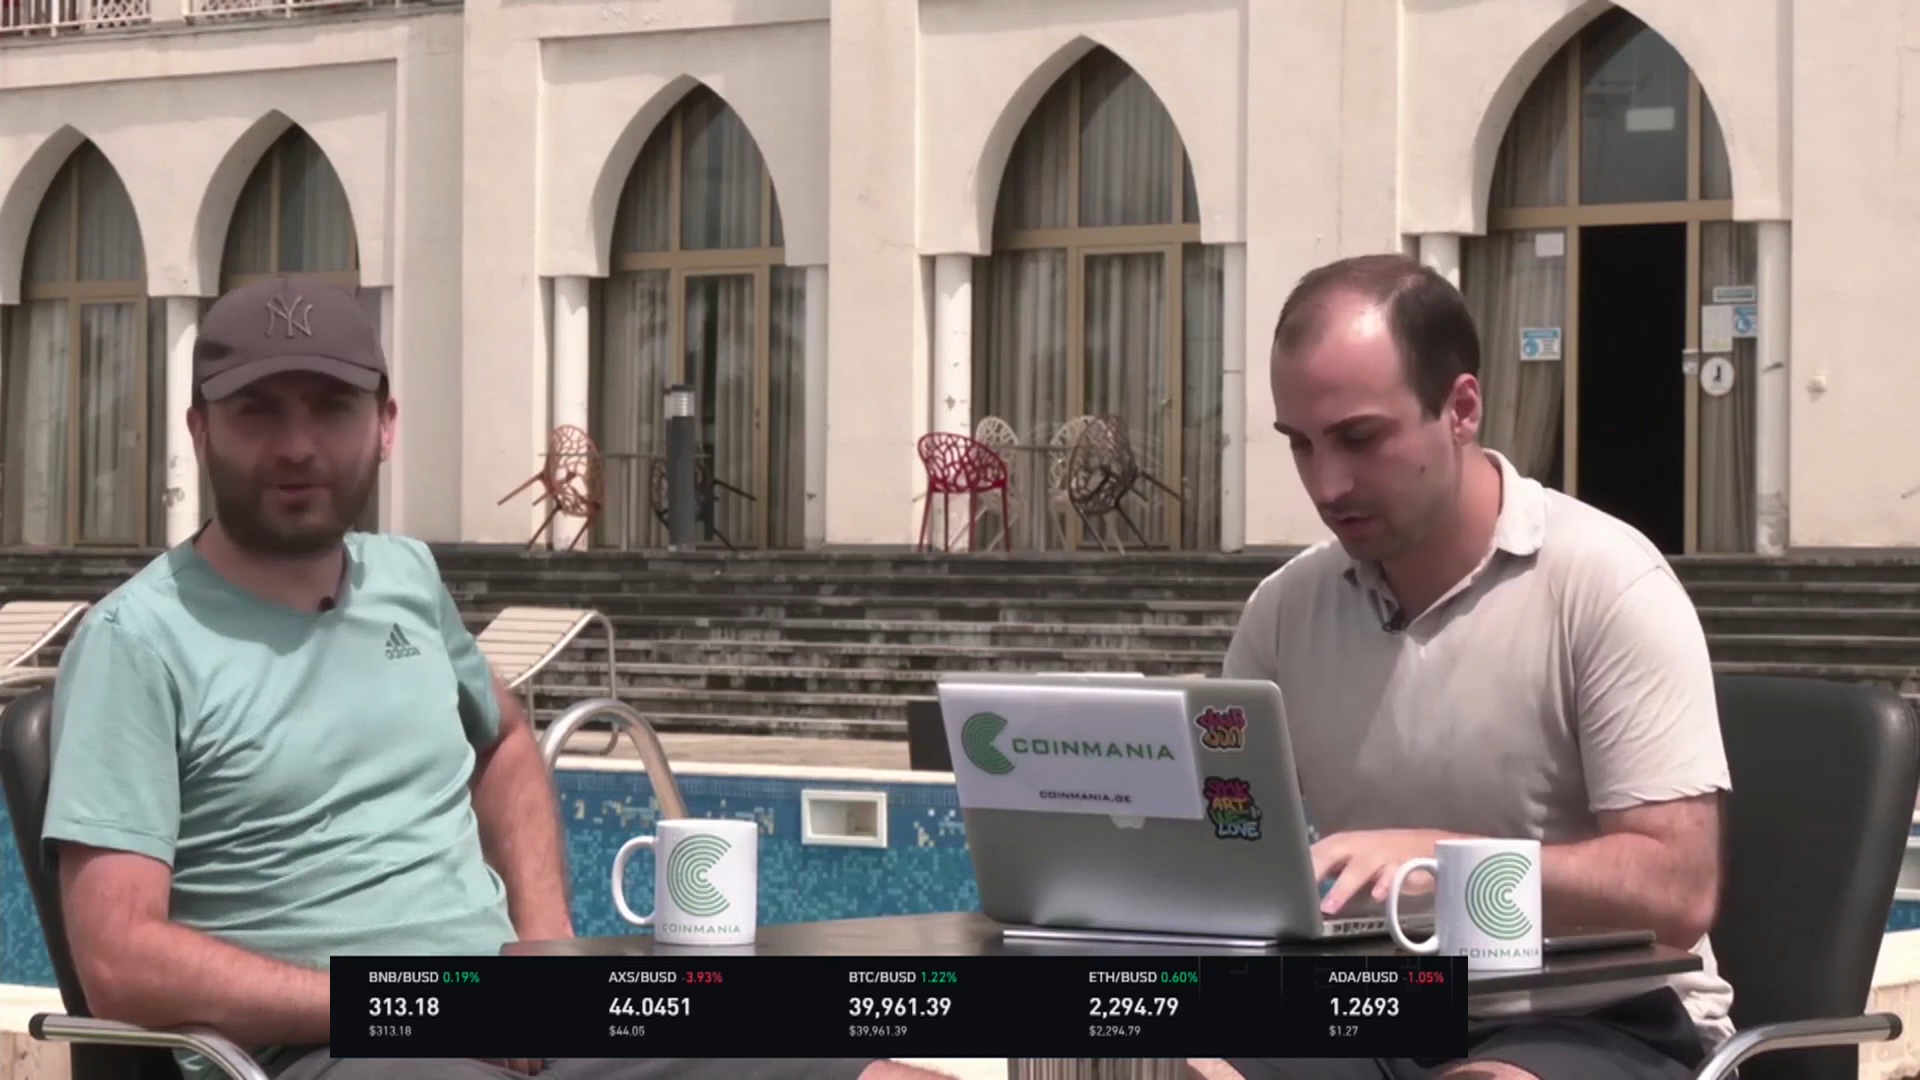 NY
adidas
COINMANIA
COINMANIA.GE
ART
LOVE
COINMANIA
COINMANIA
BNB/BUSD 0.19%
313.18
$313.18
AXS/BUSD -3.93%
44.0451
$44.05
BTC/BUSD 1.22%
39,961.39
$39,961.39
ETH/BUSD 0.60%
2,294.79
$2,294.79
ADA/BUSD -1.05%
1.2693
$1.27